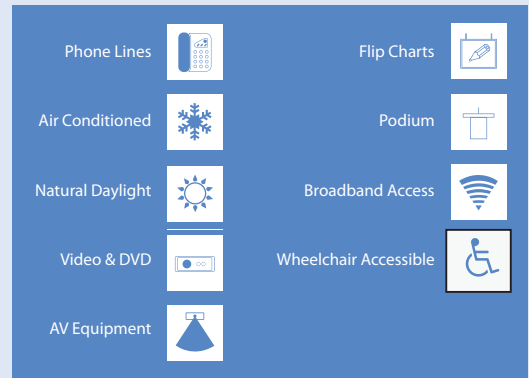 Phone Lines
Air Conditioned
Natural Daylight
Video & DVD
AV Equipment
Flip Charts
Podium
Broadband Access
Wheelchair Accessible